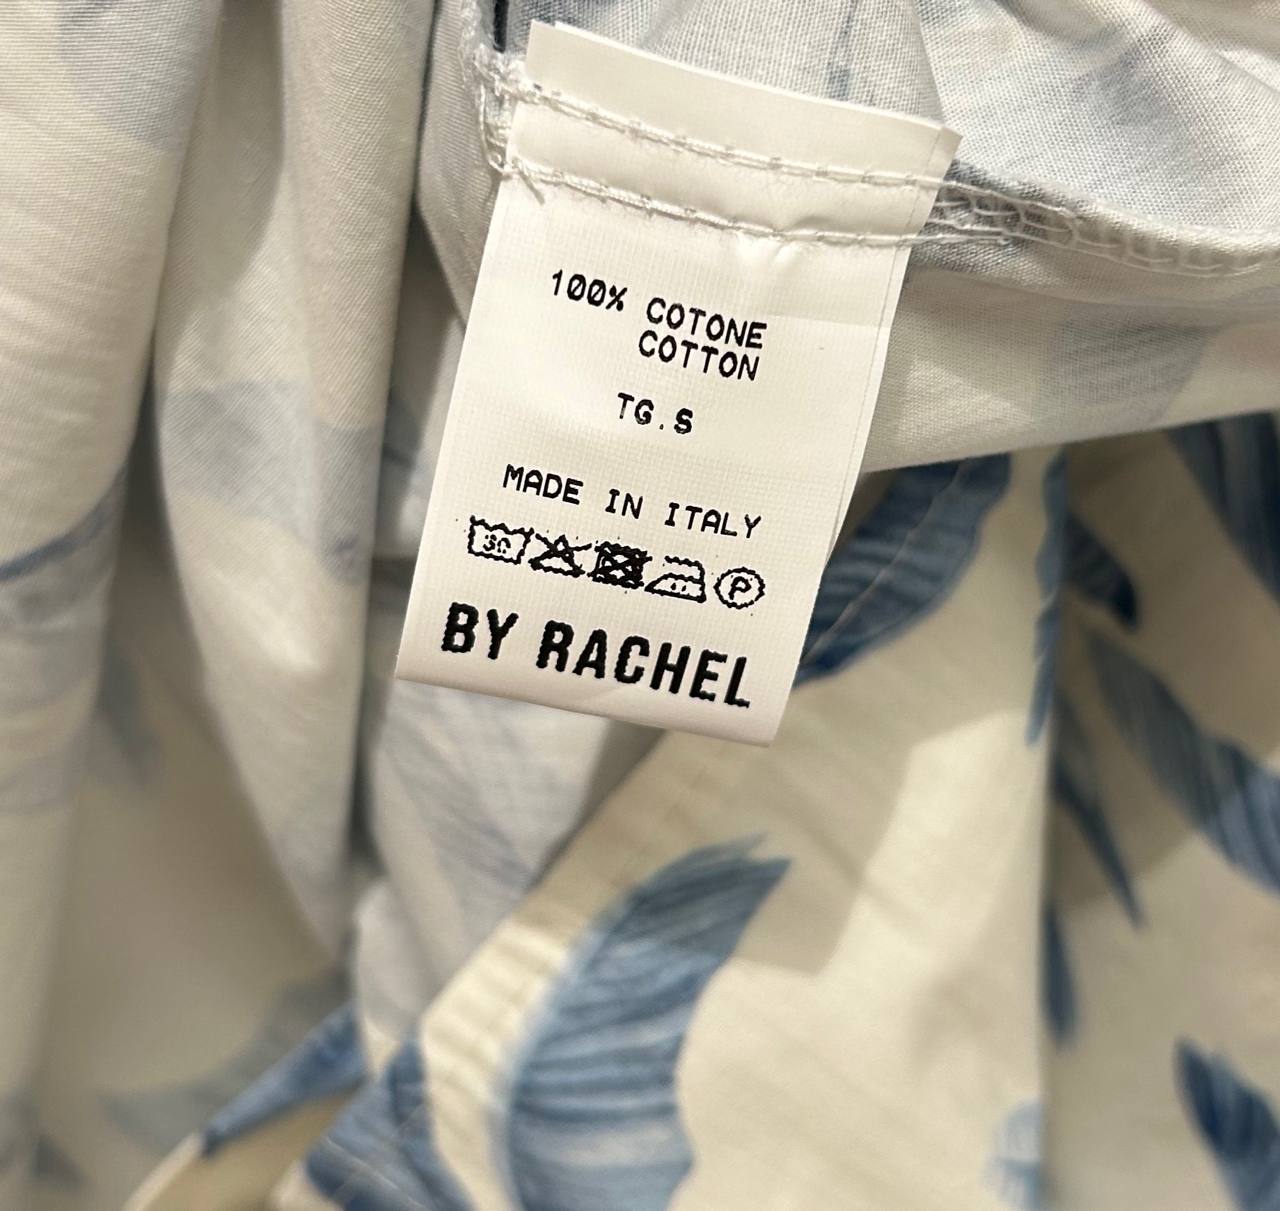 100% COTONE
COTTON
TG.S
MADE IN ITALY
30 P
BY RACHEL